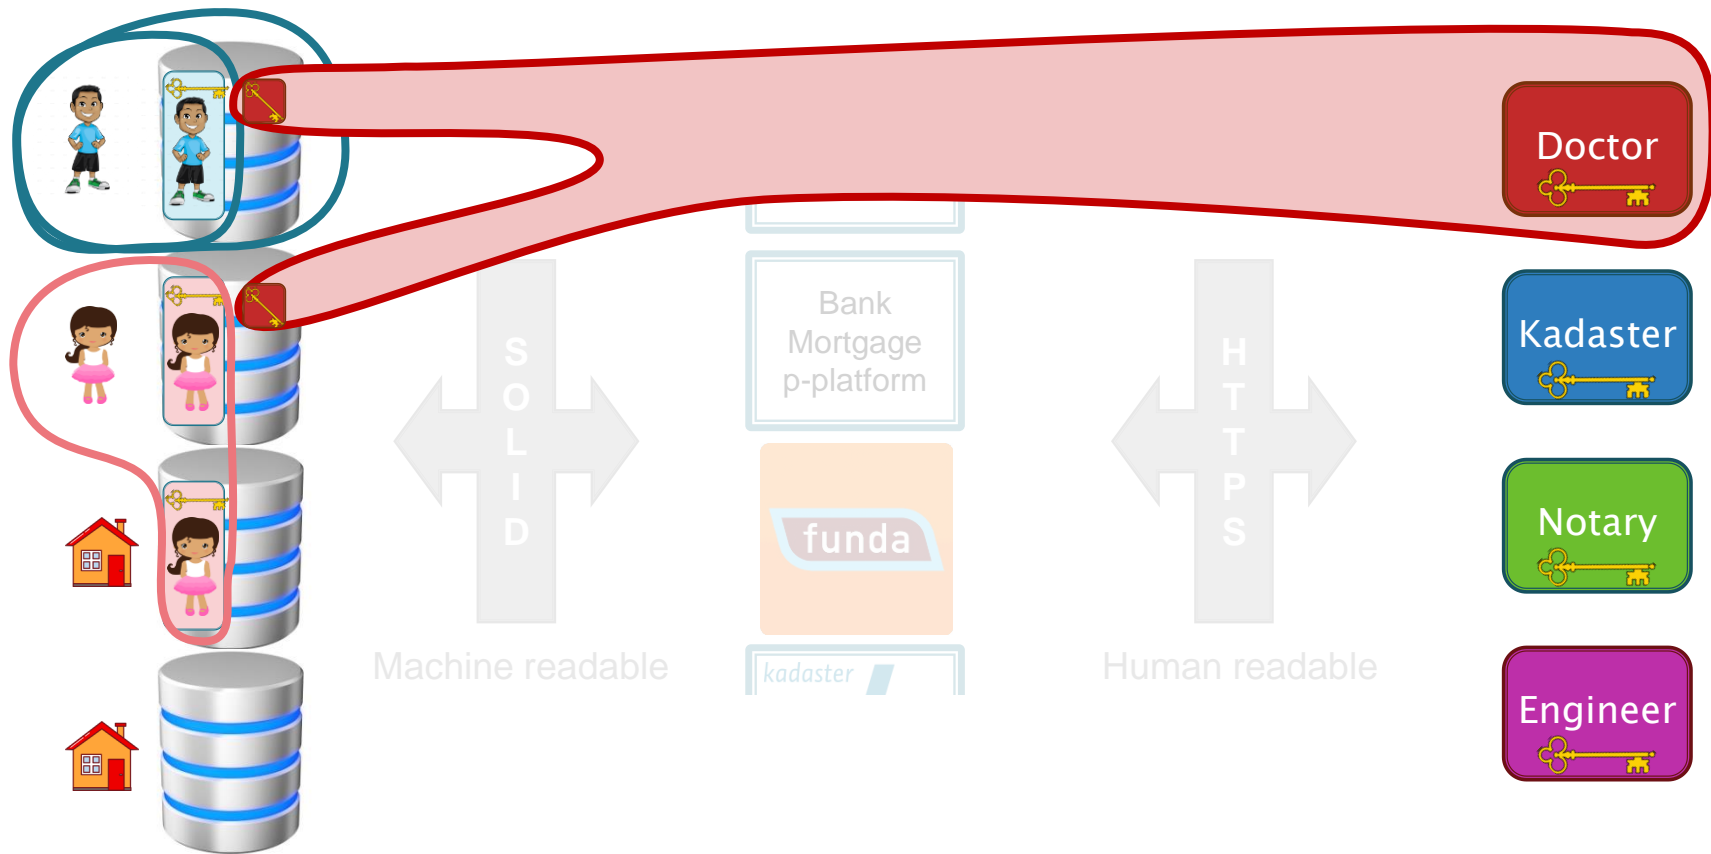 Doctor
Bank
Mortgage
p-platform
Kadaster
S
O
L
I
D
H
T
T
P
S
funda
Notary
Machine readable
kadaster
Human readable
Engineer